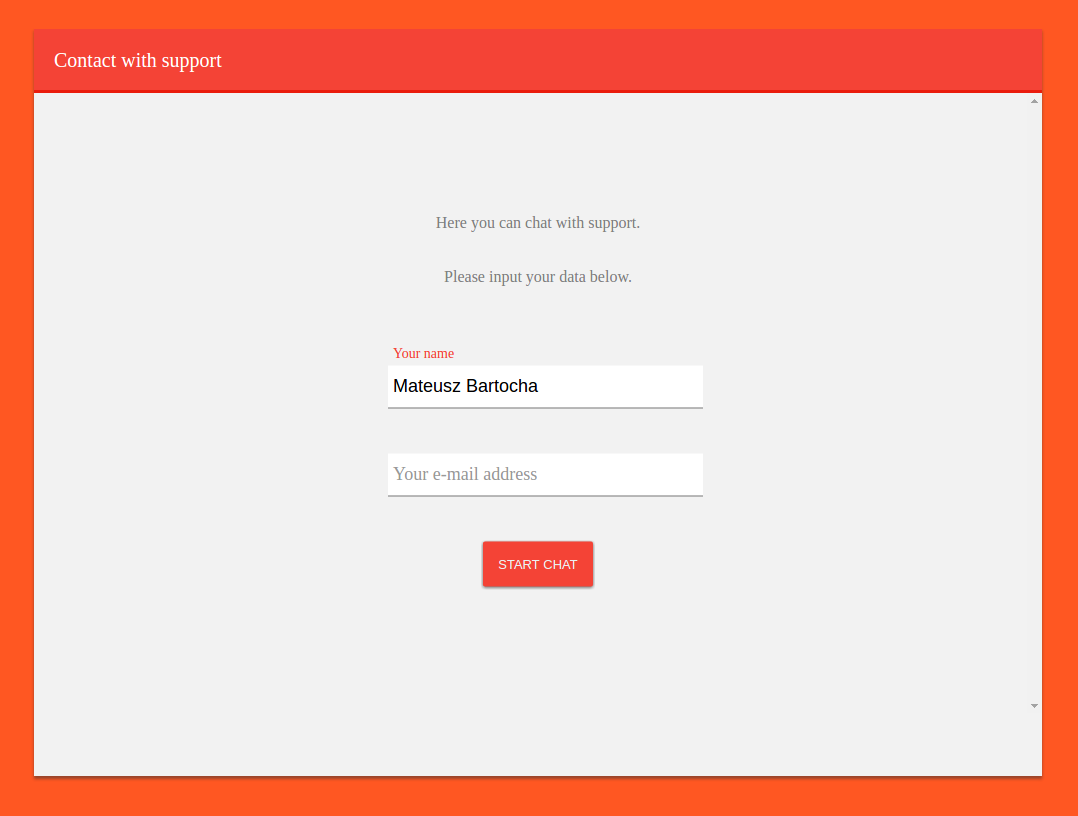 Contact with support
Here you can chat with support.
Please input your data below.
Your name
Mateusz Bartocha
Your e-mail address
START CHAT